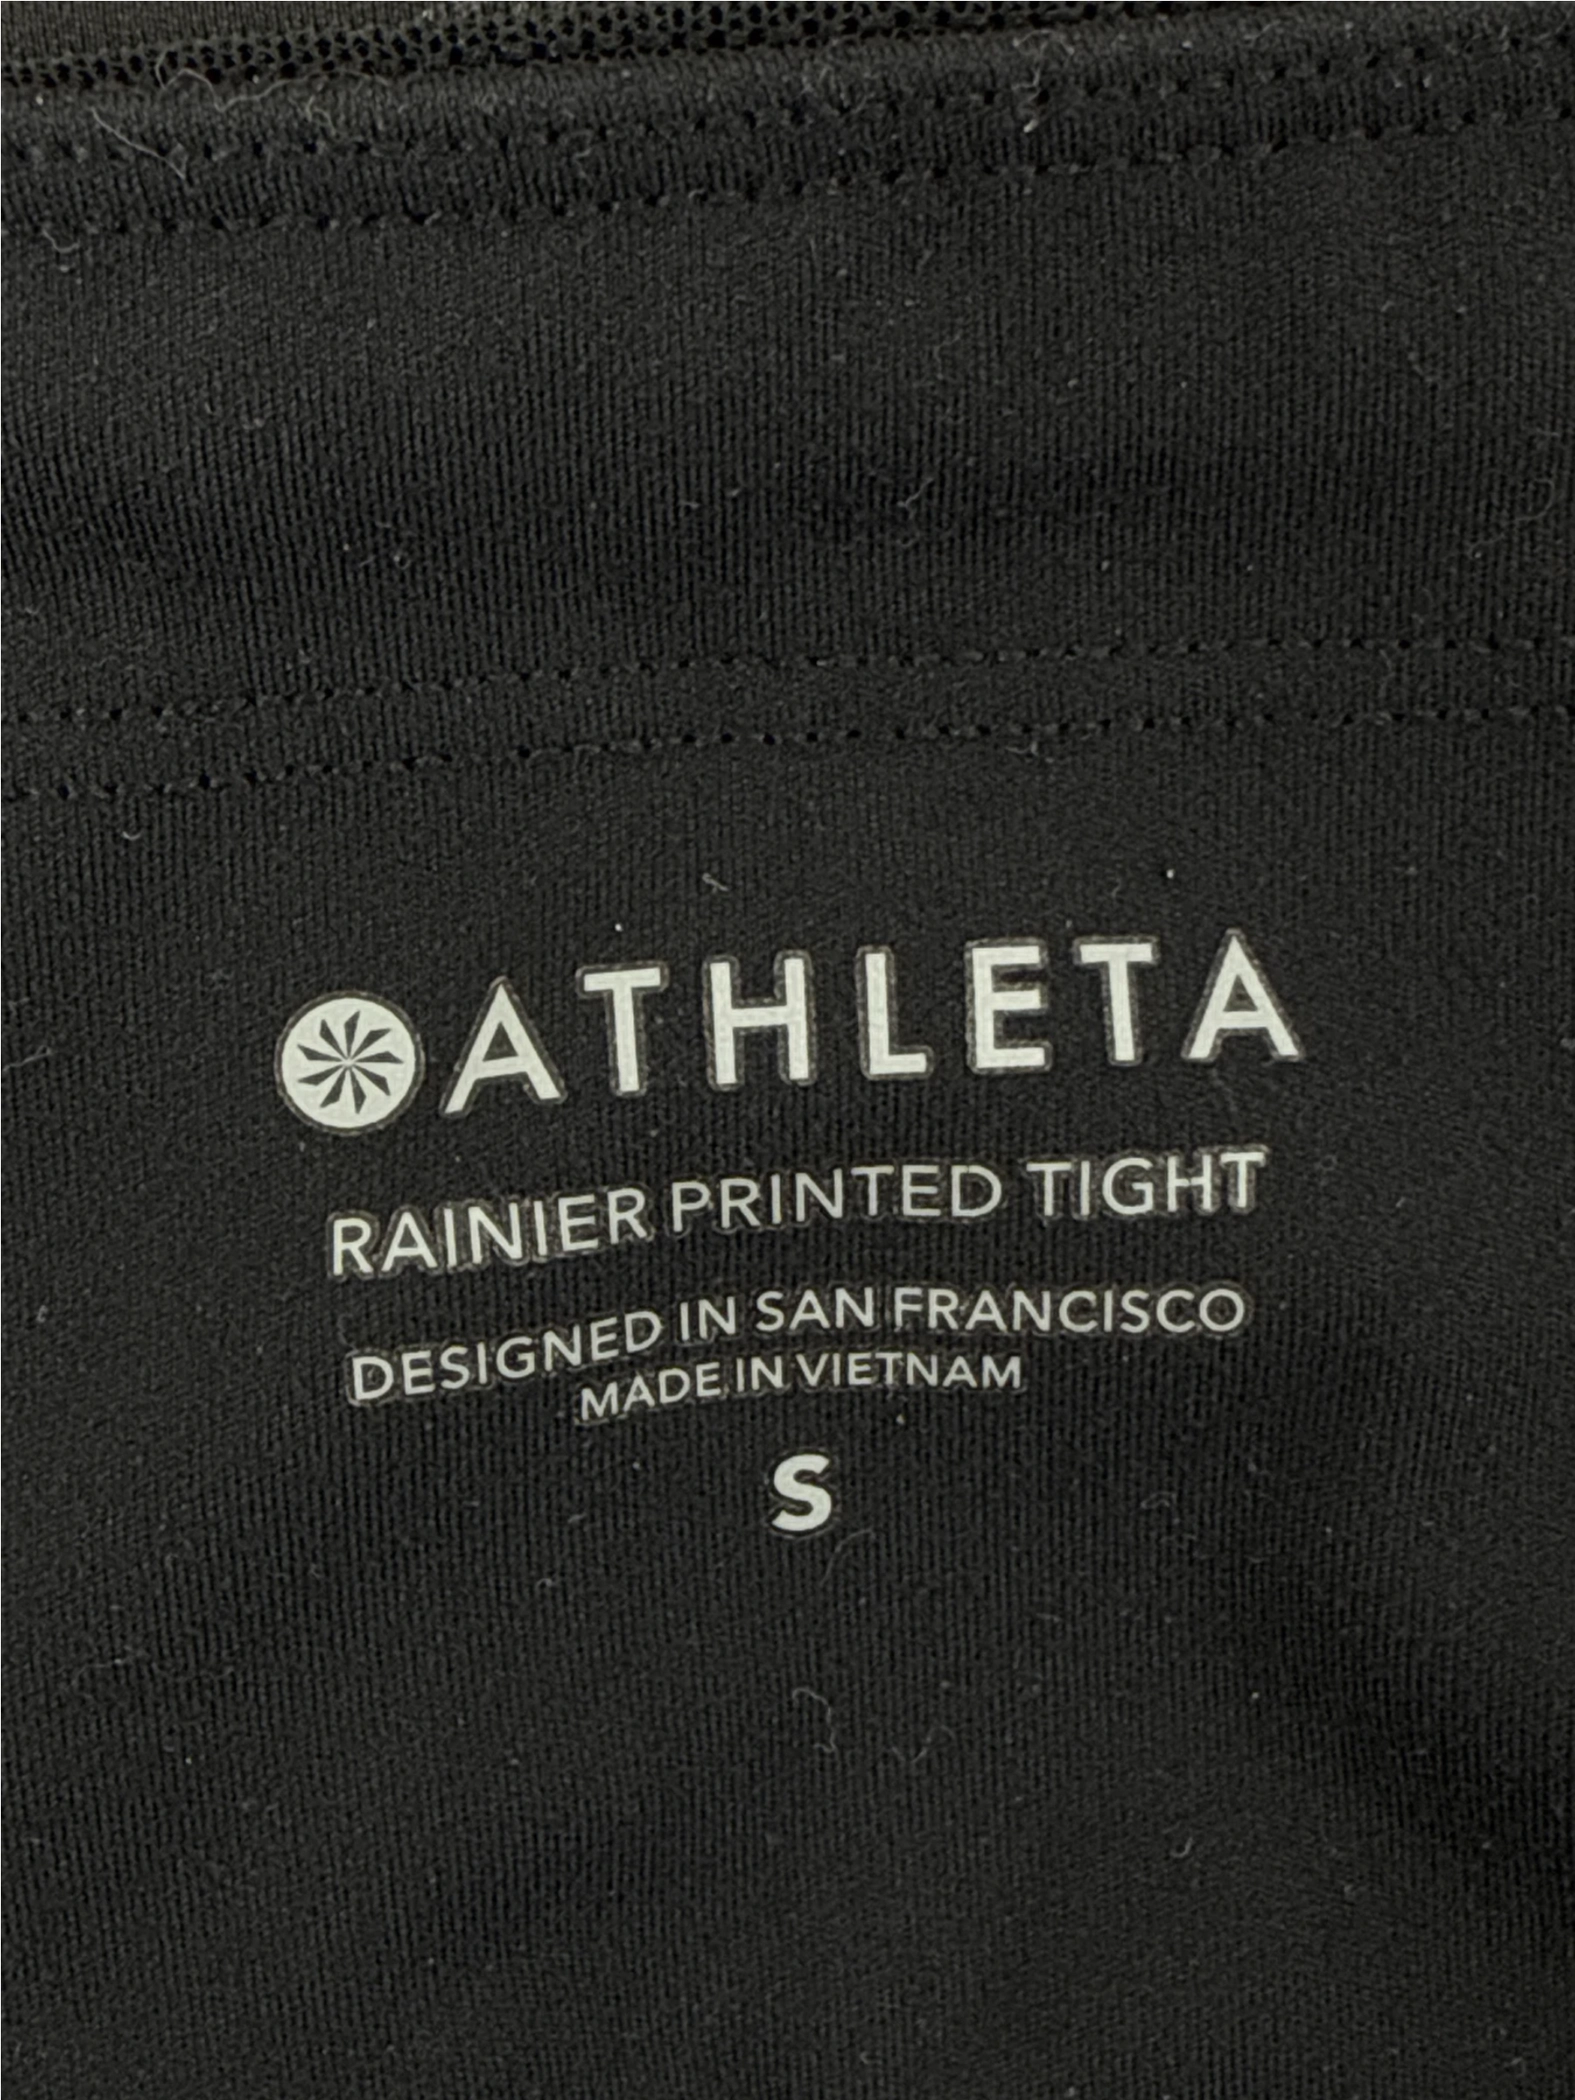 ATHLETA
RAINIER PRINTED TIGHT
DESIGNED IN SAN FRANCISCO
MADE IN VIETNAM
S